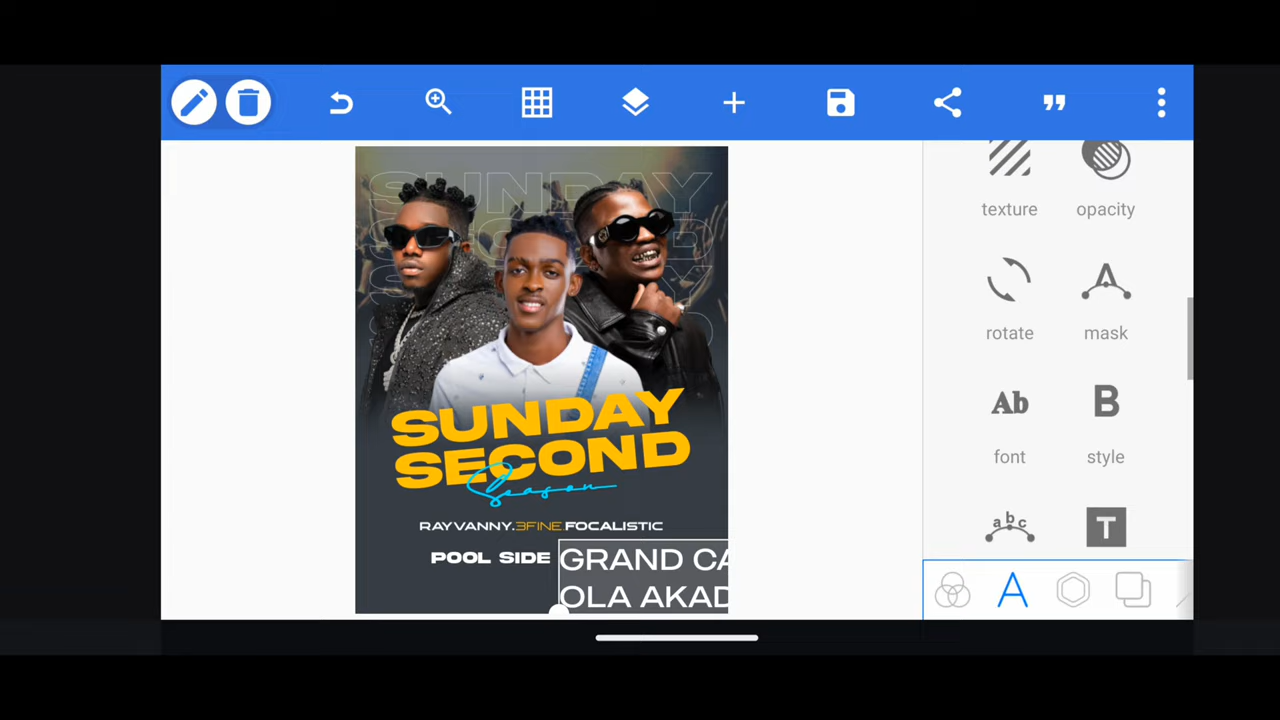 SUNDAY
SUNDAY
SECOND
Season
RAYVANNY.3FINE.FOCALISTIC
POOL SIDE
GRAND CA
OLA AKAD
texture
opacity
rotate
mask
Ab
B
font
style
abc
T
A